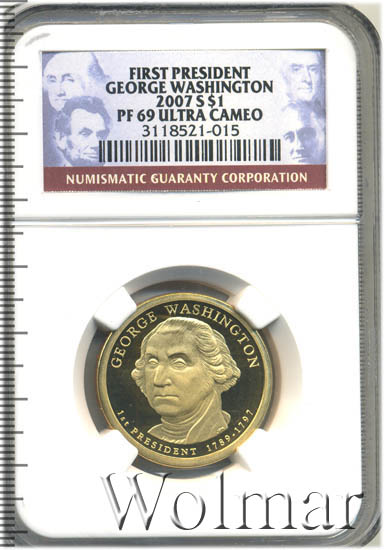 FIRST PRESIDENT
GEORGE WASHINGTON
2007 S $1
PF 69 ULTRA CAMEO
3118521-015
NUMISMATIC GUARANTY CORPORATION
GEORGE WASHINGTON
1st PRESIDENT 1789-1797
Wolmar